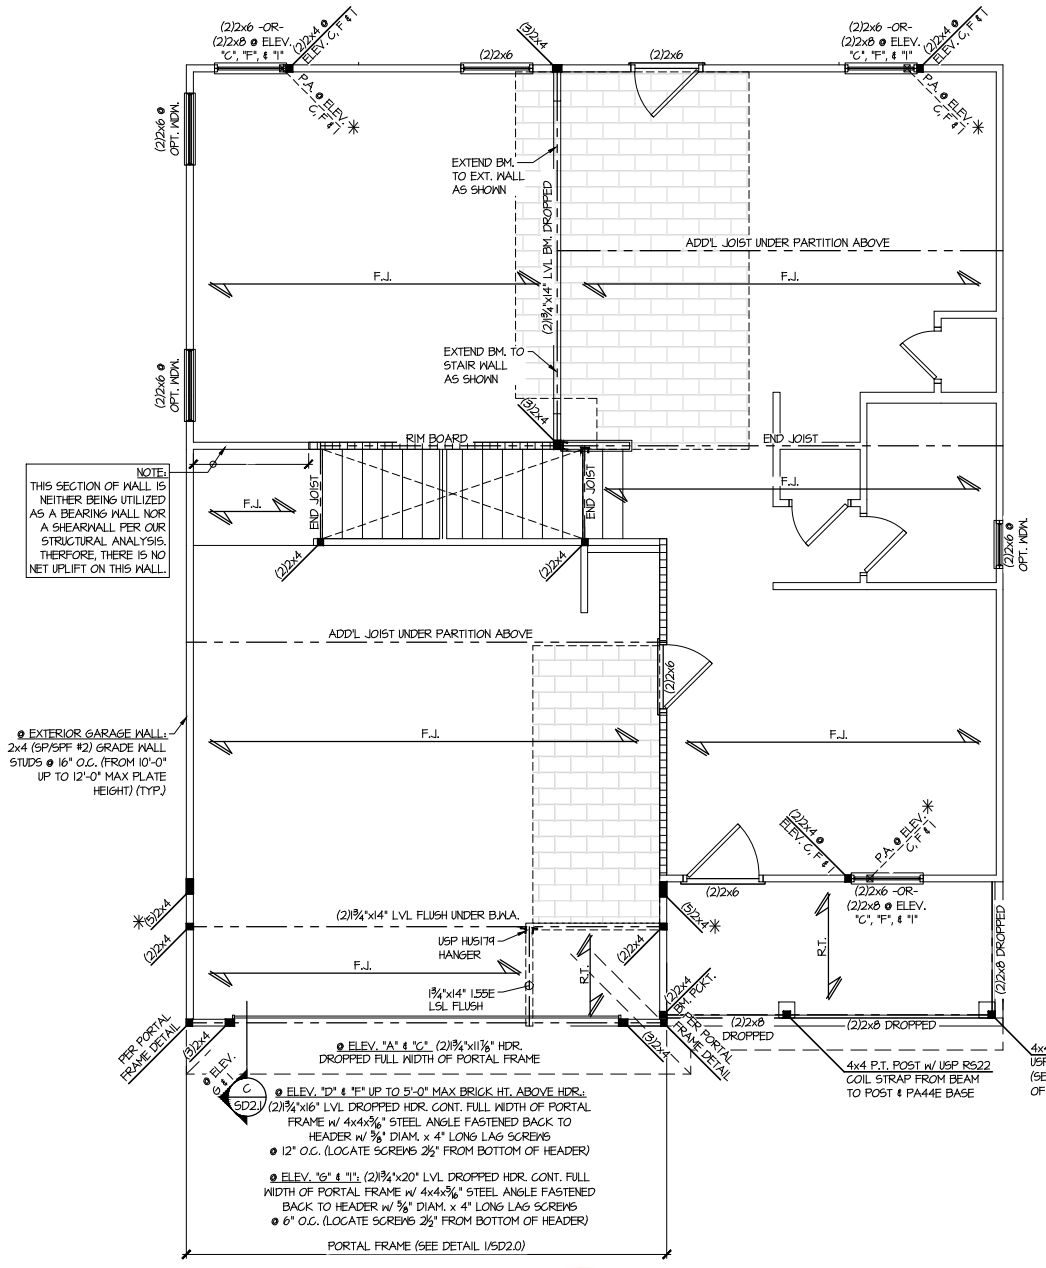 (2)2x6 -OR-
(2)2x8 @ ELEV.
"C", "F", & "I"
(2)2x4 @
ELEV. C, F & I
P.A. @ ELEV.
C, F & I
*
(2)2x6
(3)2x4
(2)2x6
(2)2x6 -OR-
(2)2x8 @ ELEV.
"C", "F", & "I"
(2)2x4 @
ELEV. C, F & I
P.A. @ ELEV.
C, F & I
*
(2)2x6 @
OPT. WDW.
EXTEND BM.
TO EXT. WALL
AS SHOWN
(2)1¾"x14" LVL BM. DROPPED
ADD'L JOIST UNDER PARTITION ABOVE
F.J.
F.J.
(2)2x6 @
OPT. WDW.
EXTEND BM. TO
STAIR WALL
AS SHOWN
(3)2x4
RIM BOARD
END JOIST
NOTE:
THIS SECTION OF WALL IS
NEITHER BEING UTILIZED
AS A BEARING WALL NOR
A SHEARWALL PER OUR
STRUCTURAL ANALYSIS.
THERFORE, THERE IS NO
NET UPLIFT ON THIS WALL.
F.J.
END JOIST
END JOIST
F.J.
(2)2x6 @
OPT. WDW.
(2)2x4
(2)2x4
ADD'L JOIST UNDER PARTITION ABOVE
(2)2x6
@ EXTERIOR GARAGE WALL:
2x4 (SP/SPF #2) GRADE WALL
STUDS @ 16" O.C. (FROM 10'-0"
UP TO 12'-0" MAX PLATE
HEIGHT) (TYP.)
F.J.
F.J.
(2)2x4 @
ELEV. C, F & I
P.A. @ ELEV.
C, F & I
*
(2)2x6
(2)2x6 -OR-
(2)2x8 @ ELEV.
"C", "F", & "I"
*
(5)2x4
(2)2x4
(2)1¾"x14" LVL FLUSH UNDER B.W.A.
(5)2x4
*
(2)2x4
USP HUS179
HANGER
F.J.
R.T.
R.T.
(2)2x8 DROPPED
1¾"x14" 1.55E
LSL FLUSH
(2)2x4
BM. PCKT.
PER PORTAL
FRAME DETAIL
(3)2x4
(3)2x4
PER PORTAL
FRAME DETAIL
(2)2x8
DROPPED
(2)2x8 DROPPED
@ ELEV. "A" & "C" (2)1¾"x11⅞" HDR.
DROPPED FULL WIDTH OF PORTAL FRAME
4x4 P.T. POST w/ USP RS22
COIL STRAP FROM BEAM
TO POST & PA44E BASE
4x4
USP
(SE
OF
@ ELEV.
G & I
C
SD2.1
@ ELEV. "D" & "F" UP TO 5'-0" MAX BRICK HT. ABOVE HDR.:
(2)1¾"x16" LVL DROPPED HDR. CONT. FULL WIDTH OF PORTAL
FRAME w/ 4x4x5/16" STEEL ANGLE FASTENED BACK TO
HEADER w/ ⅝" DIAM. x 4" LONG LAG SCREWS
@ 12" O.C. (LOCATE SCREWS 2½" FROM BOTTOM OF HEADER)
@ ELEV. "G" & "I": (2)1¾"x20" LVL DROPPED HDR. CONT. FULL
WIDTH OF PORTAL FRAME w/ 4x4x5/16" STEEL ANGLE FASTENED
BACK TO HEADER w/ ⅝" DIAM. x 4" LONG LAG SCREWS
@ 6" O.C. (LOCATE SCREWS 2½" FROM BOTTOM OF HEADER)
PORTAL FRAME (SEE DETAIL 1/SD2.0)